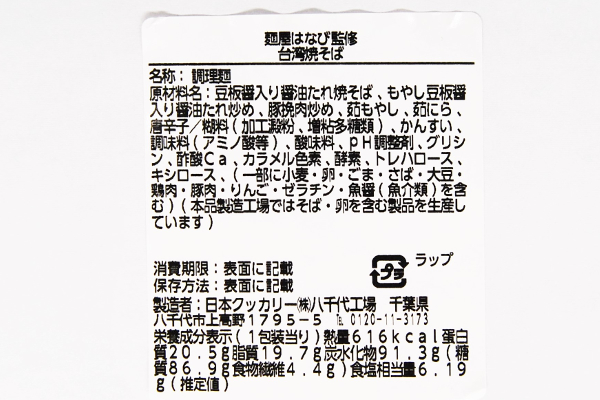 麵屋はなび監修
台湾焼そば
名称：調理麺
原材料名：豆板醤入り醤油たれ焼そば、もやし豆板醤
入り醤油たれ炒め、豚挽肉炒め、茹もやし、茹にら、
唐辛子／糊料(加工澱粉、増粘多糖類)、かんすい、
調味料(アミノ酸等)、酸味料、pH調整剤、グリシ
ン、酢酸Ca、カラメル色素、酵素、トレハロース、
キシロース、(一部に小麦・卵・ごま・さば・大豆・
鶏肉・豚肉・りんご・ゼラチン・魚醤(魚介類)を含
む)(本品製造工場ではそば・卵を含む製品を生産し
ています)
プラ ラップ
消費期限：表面に記載
保存方法：表面に記載
製造者：日本クッカリー㈱八千代工場 千葉県
八千代市上高野1795-5 ℡0120-11-3173
栄養成分表示(1包装当り)熱量616kcal蛋白
質20.5g脂質19.7g炭水化物91.3g(糖
質86.9g食物繊維4.4g)食塩相当量6.19
g(推定値)